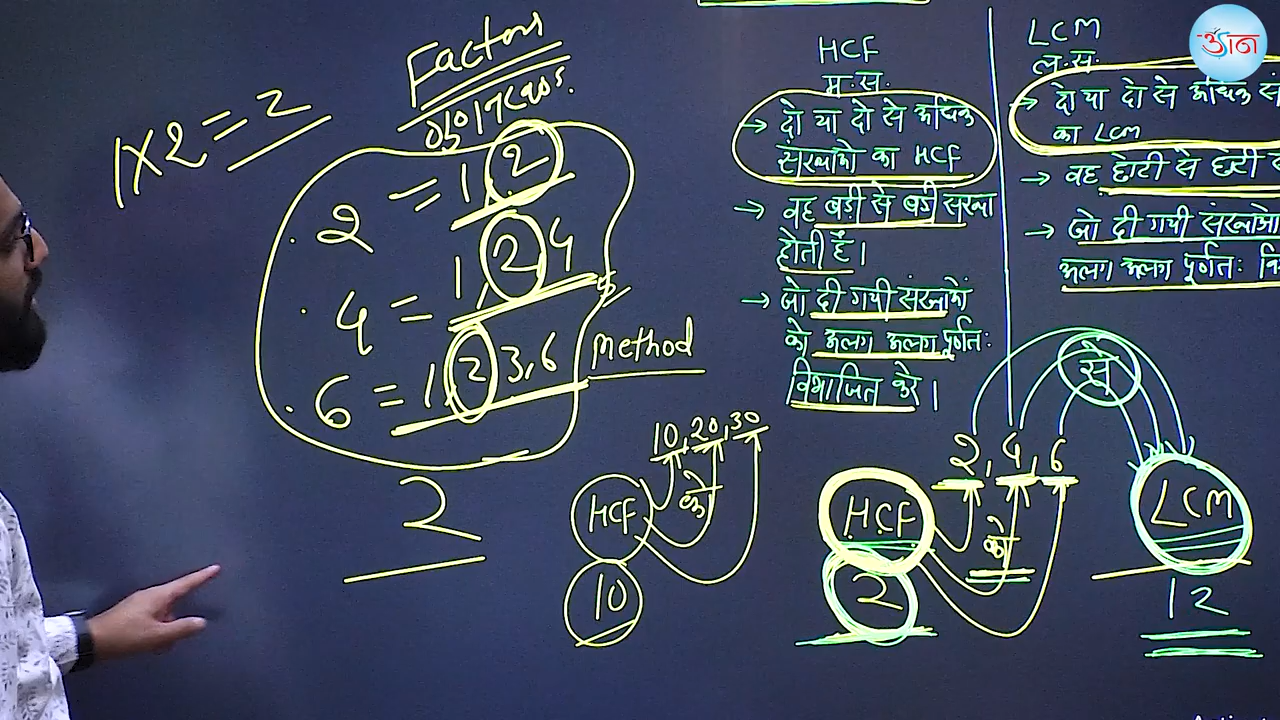 Factors
गुणनखण्ड
1×2=2
2 = 1, 2
4 = 1, 2, 4
6 = 1, 2, 3, 6
method
2
10, 20, 30
HCF
को
10
HCF
म.स.
→ दो या दो से अधिक
संख्याओ का HCF
→ वह बड़ी से बड़ी संख्या
होती है।
→ जो दी गयी संख्याओं
को अलग अलग पूर्णत:
विभाजित करे।
2, 4, 6
HCF
को
2
LCM
ल.स.
→ दो या दो से अधिक सं
का LCM
→ वह छोटी से छोटी
→ जो दी गयी संख्याओ
अलग अलग पूर्णत:
से
LCM
12
ज्ञान